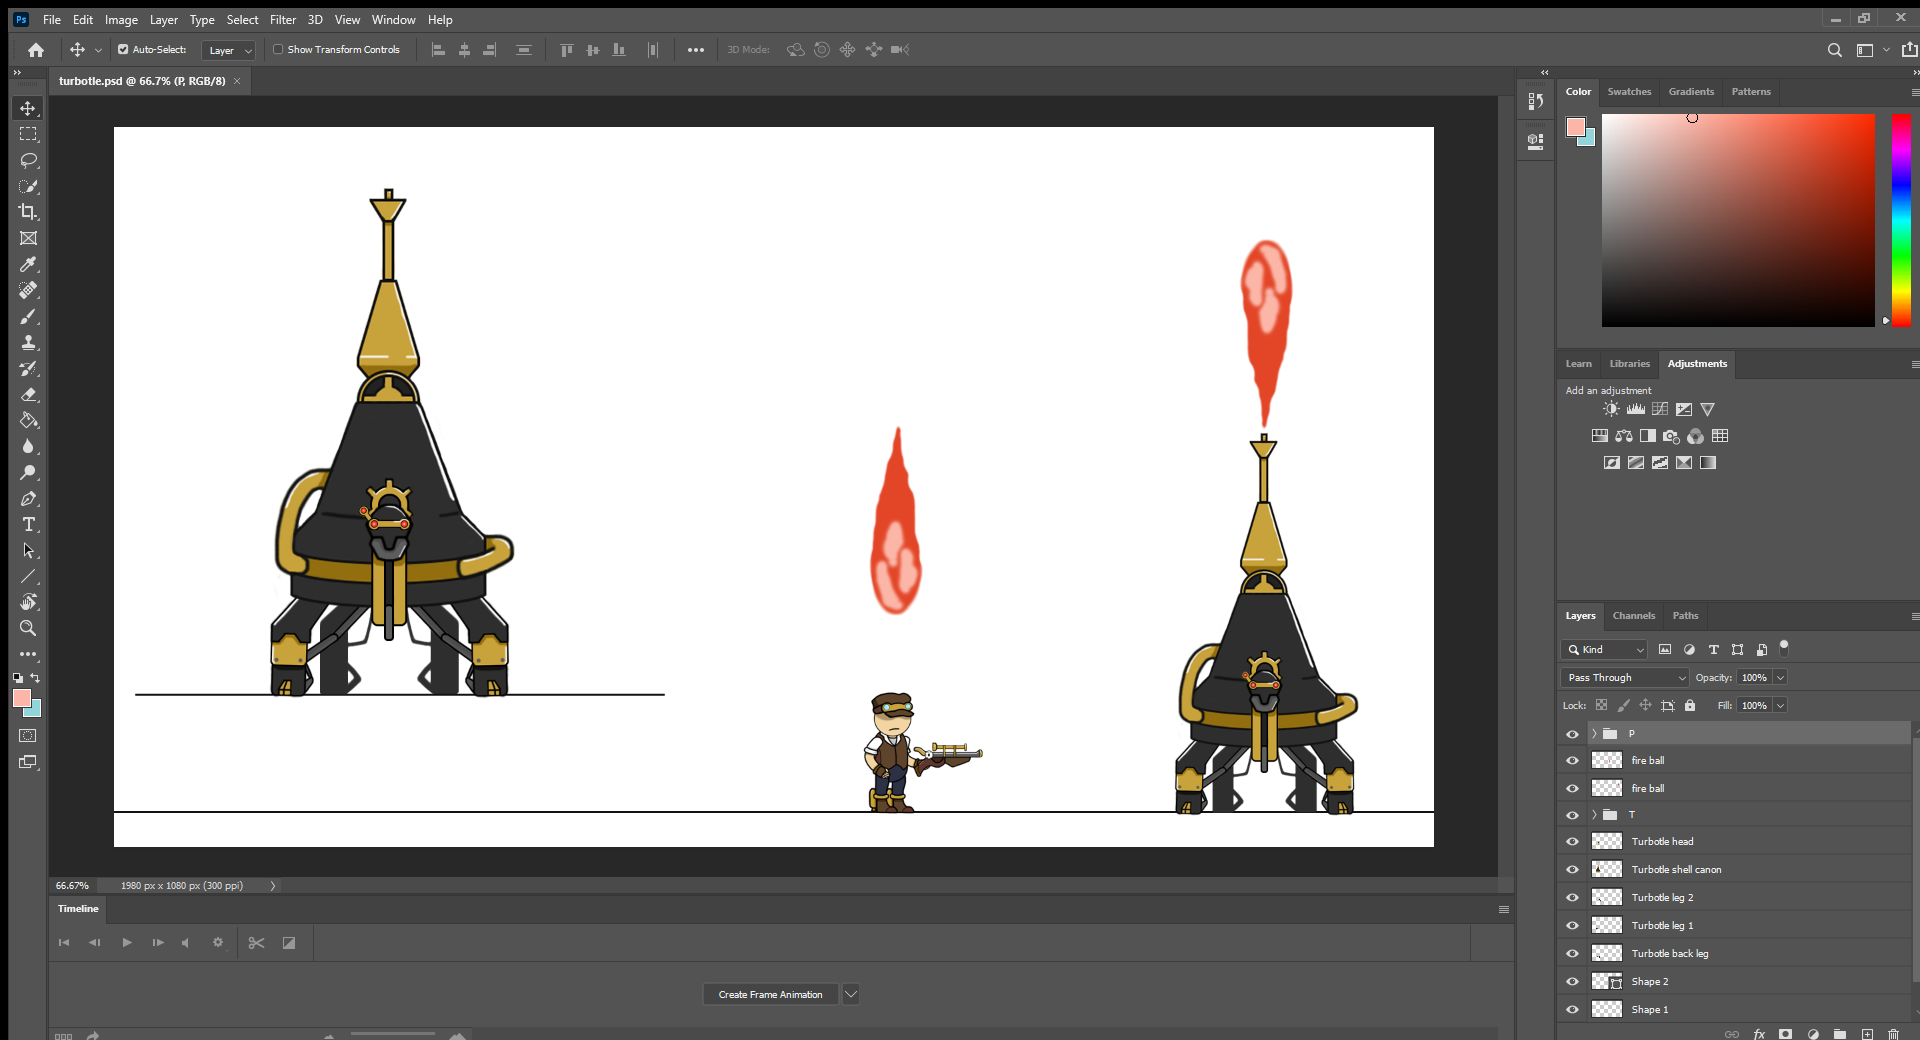 Ps File Edit Image Layer Type Select Filter 3D View Window Help
Auto-Select: Layer Show Transform Controls 3D Mode:
turbotle.psd @ 66.7% (P, RGB/8)
Color Swatches Gradients Patterns
Learn Libraries Adjustments
Add an adjustment
Layers Channels Paths
Kind
Pass Through Opacity: 100%
Lock: Fill: 100%
P
fire ball
fire ball
T
Turbotle head
Turbotle shell canon
Turbotle leg 2
Turbotle leg 1
Turbotle back leg
Shape 2
Shape 1
fx
66.67% 1980 px x 1080 px (300 ppi)
Timeline
Create Frame Animation